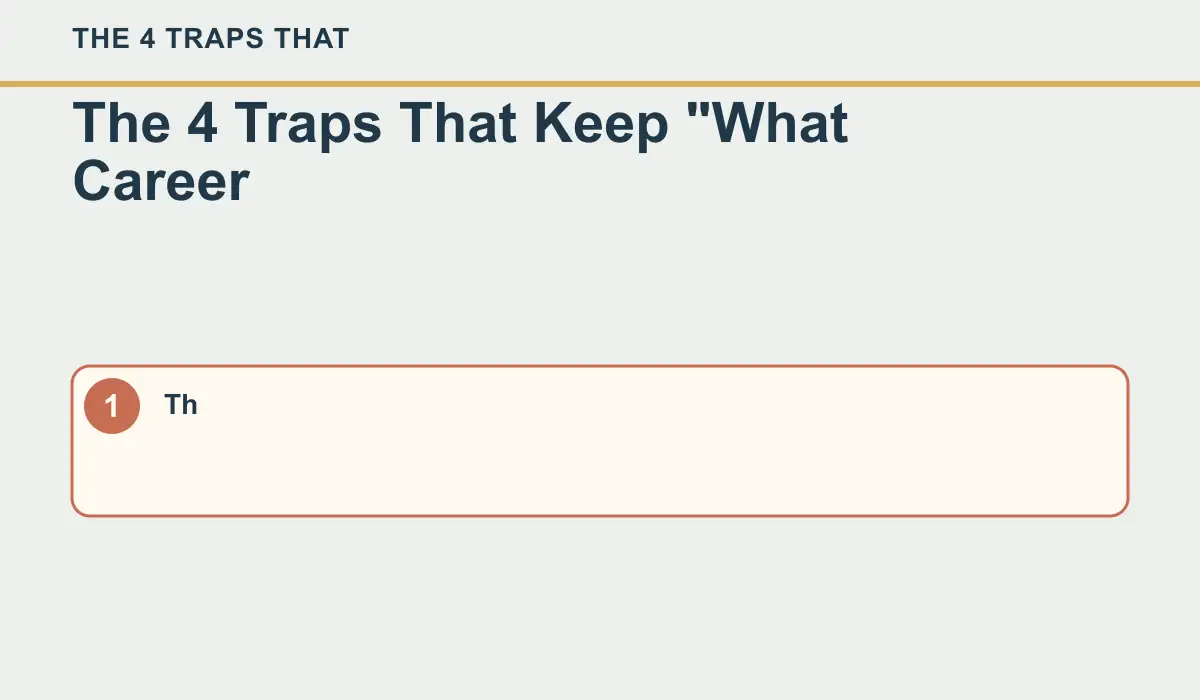 THE 4 TRAPS THAT
The 4 Traps That Keep "What
Career
1
Th